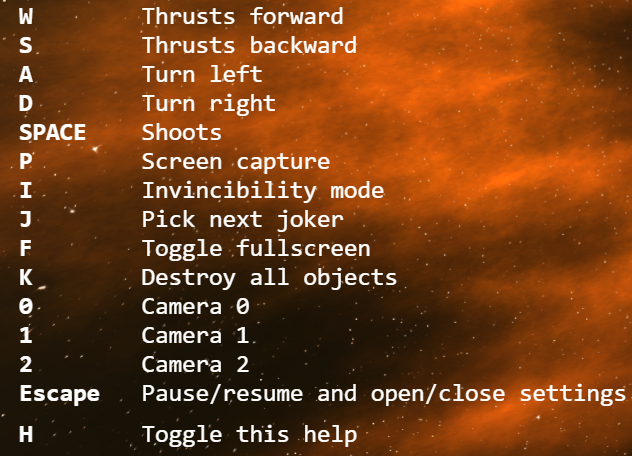 W Thrusts forward
S Thrusts backward
A Turn left
D Turn right
SPACE Shoots
P Screen capture
I Invincibility mode
J Pick next joker
F Toggle fullscreen
K Destroy all objects
0 Camera 0
1 Camera 1
2 Camera 2
Escape Pause/resume and open/close settings
H Toggle this help